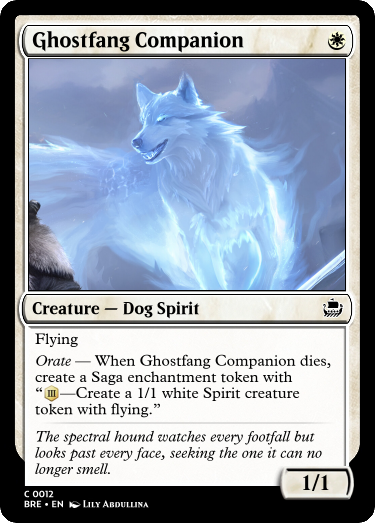 Ghostfang Companion
Creature — Dog Spirit
Flying
Orate — When Ghostfang Companion dies,
create a Saga enchantment token with
“III—Create a 1/1 white Spirit creature
token with flying.”
The spectral hound watches every footfall but
looks past every face, seeking the one it can no
longer smell.
1/1
C 0012
BRE • EN Lily Abdullina